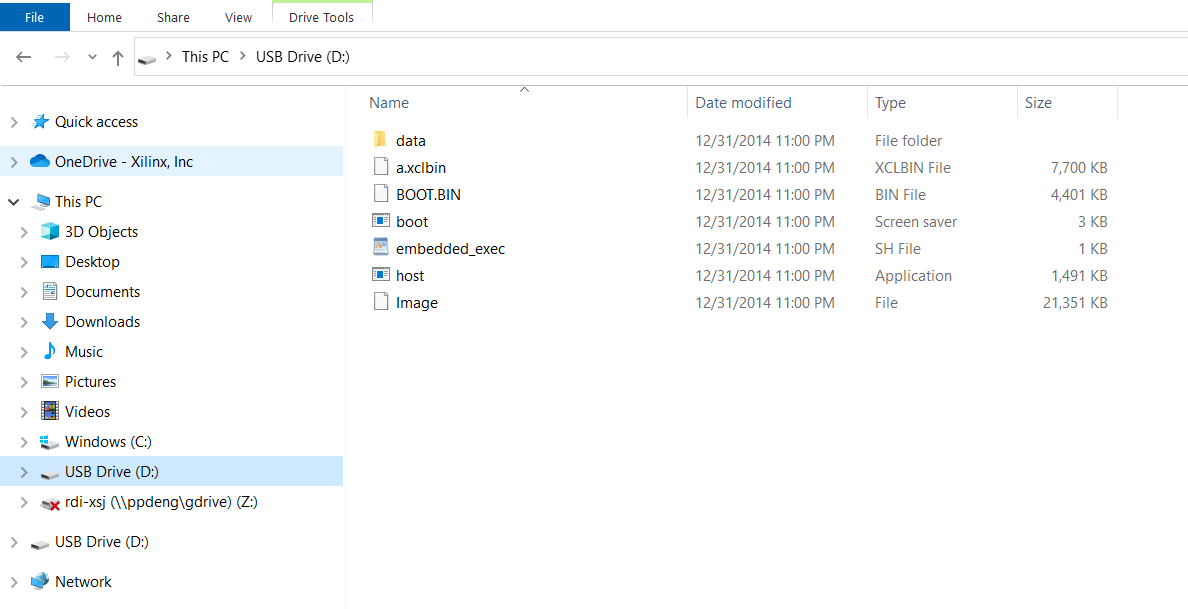 File Home Share View Drive Tools
This PC USB Drive (D:)
Name Date modified Type Size
Quick access
OneDrive - Xilinx, Inc
This PC
3D Objects
Desktop
Documents
Downloads
Music
Pictures
Videos
Windows (C:)
USB Drive (D:)
rdi-xsj (\\ppdeng\gdrive) (Z:)
USB Drive (D:)
Network
data 12/31/2014 11:00 PM File folder
a.xclbin 12/31/2014 11:00 PM XCLBIN File 7,700 KB
BOOT.BIN 12/31/2014 11:00 PM BIN File 4,401 KB
boot 12/31/2014 11:00 PM Screen saver 3 KB
embedded_exec 12/31/2014 11:00 PM SH File 1 KB
host 12/31/2014 11:00 PM Application 1,491 KB
Image 12/31/2014 11:00 PM File 21,351 KB